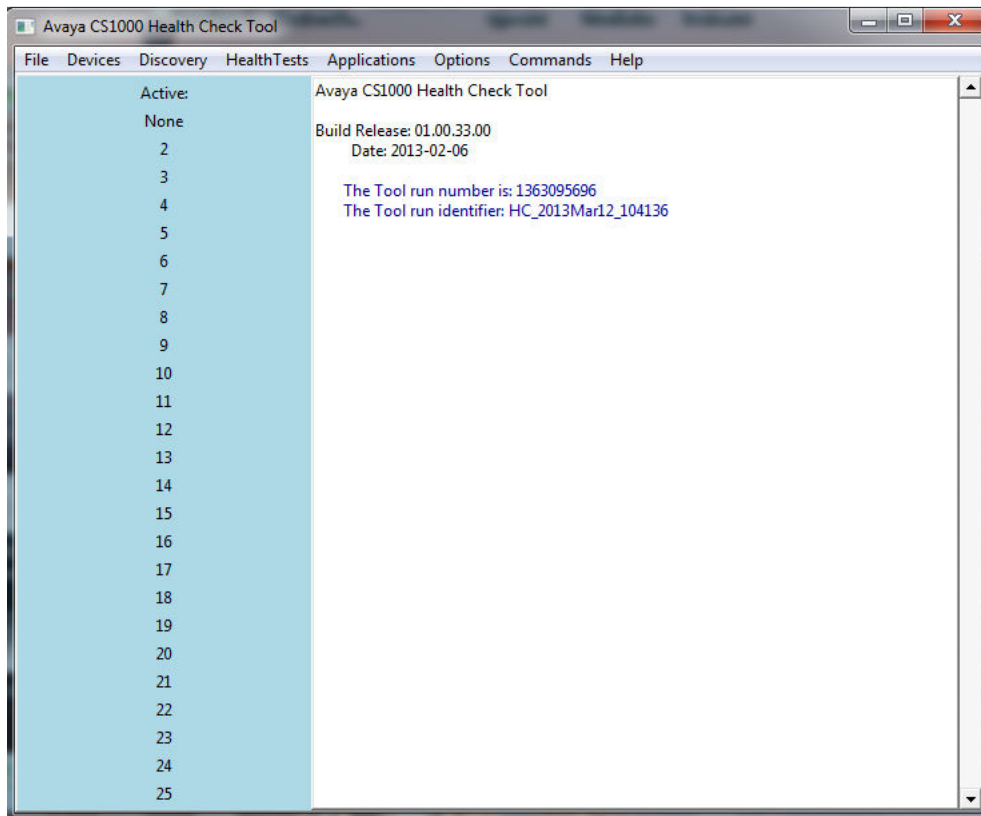 Avaya CS1000 Health Check Tool
File Devices Discovery HealthTests Applications Options Commands Help
Active:
None
2
3
4
5
6
7
8
9
10
11
12
13
14
15
16
17
18
19
20
21
22
23
24
25
Avaya CS1000 Health Check Tool
Build Release: 01.00.33.00
Date: 2013-02-06
The Tool run number is: 1363095696
The Tool run identifier: HC_2013Mar12_104136